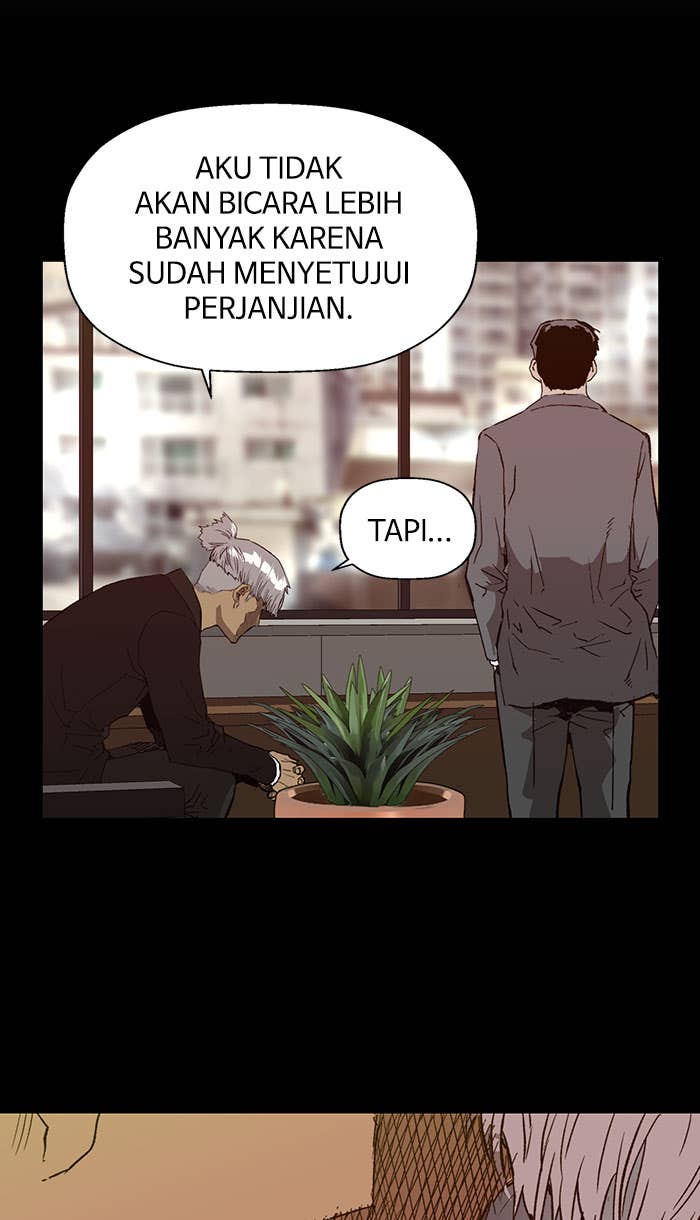 AKU TIDAK
AKAN BICARA LEBIH
BANYAK KARENA
SUDAH MENYETUJUI
PERJANJIAN.
TAPI...